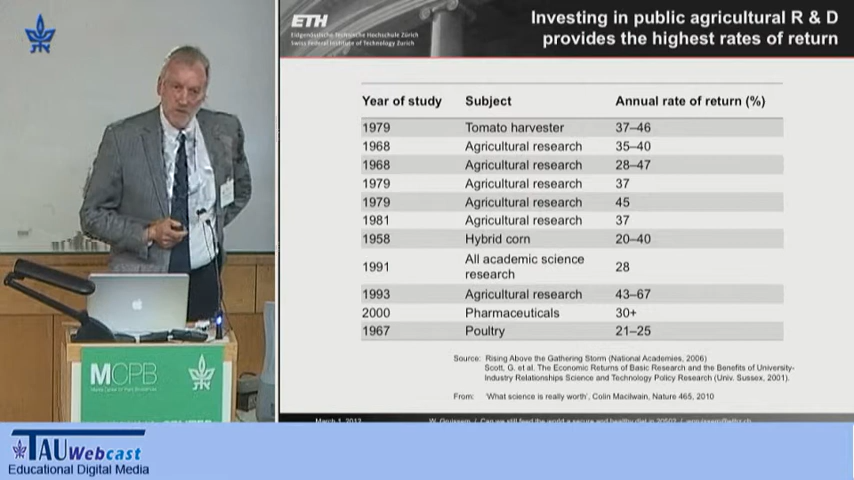 ETH
Eidgenössische Technische Hochschule Zürich
Swiss Federal Institute of Technology Zurich
Investing in public agricultural R & D
provides the highest rates of return
Year of study Subject Annual rate of return (%)
1979 Tomato harvester 37–46
1968 Agricultural research 35–40
1968 Agricultural research 28–47
1979 Agricultural research 37
1979 Agricultural research 45
1981 Agricultural research 37
1958 Hybrid corn 20–40
1991 All academic science research 28
1993 Agricultural research 43–67
2000 Pharmaceuticals 30+
1967 Poultry 21–25
Source: Rising Above the Gathering Storm (National Academies, 2006)
Scott, G. et al. The Economic Returns of Basic Research and the Benefits of University-
Industry Relationships Science and Technology Policy Research (Univ. Sussex, 2001).
From: 'What science is really worth', Colin Macilwain, Nature 465, 2010
MCPB
TAU Webcast
Educational Digital Media